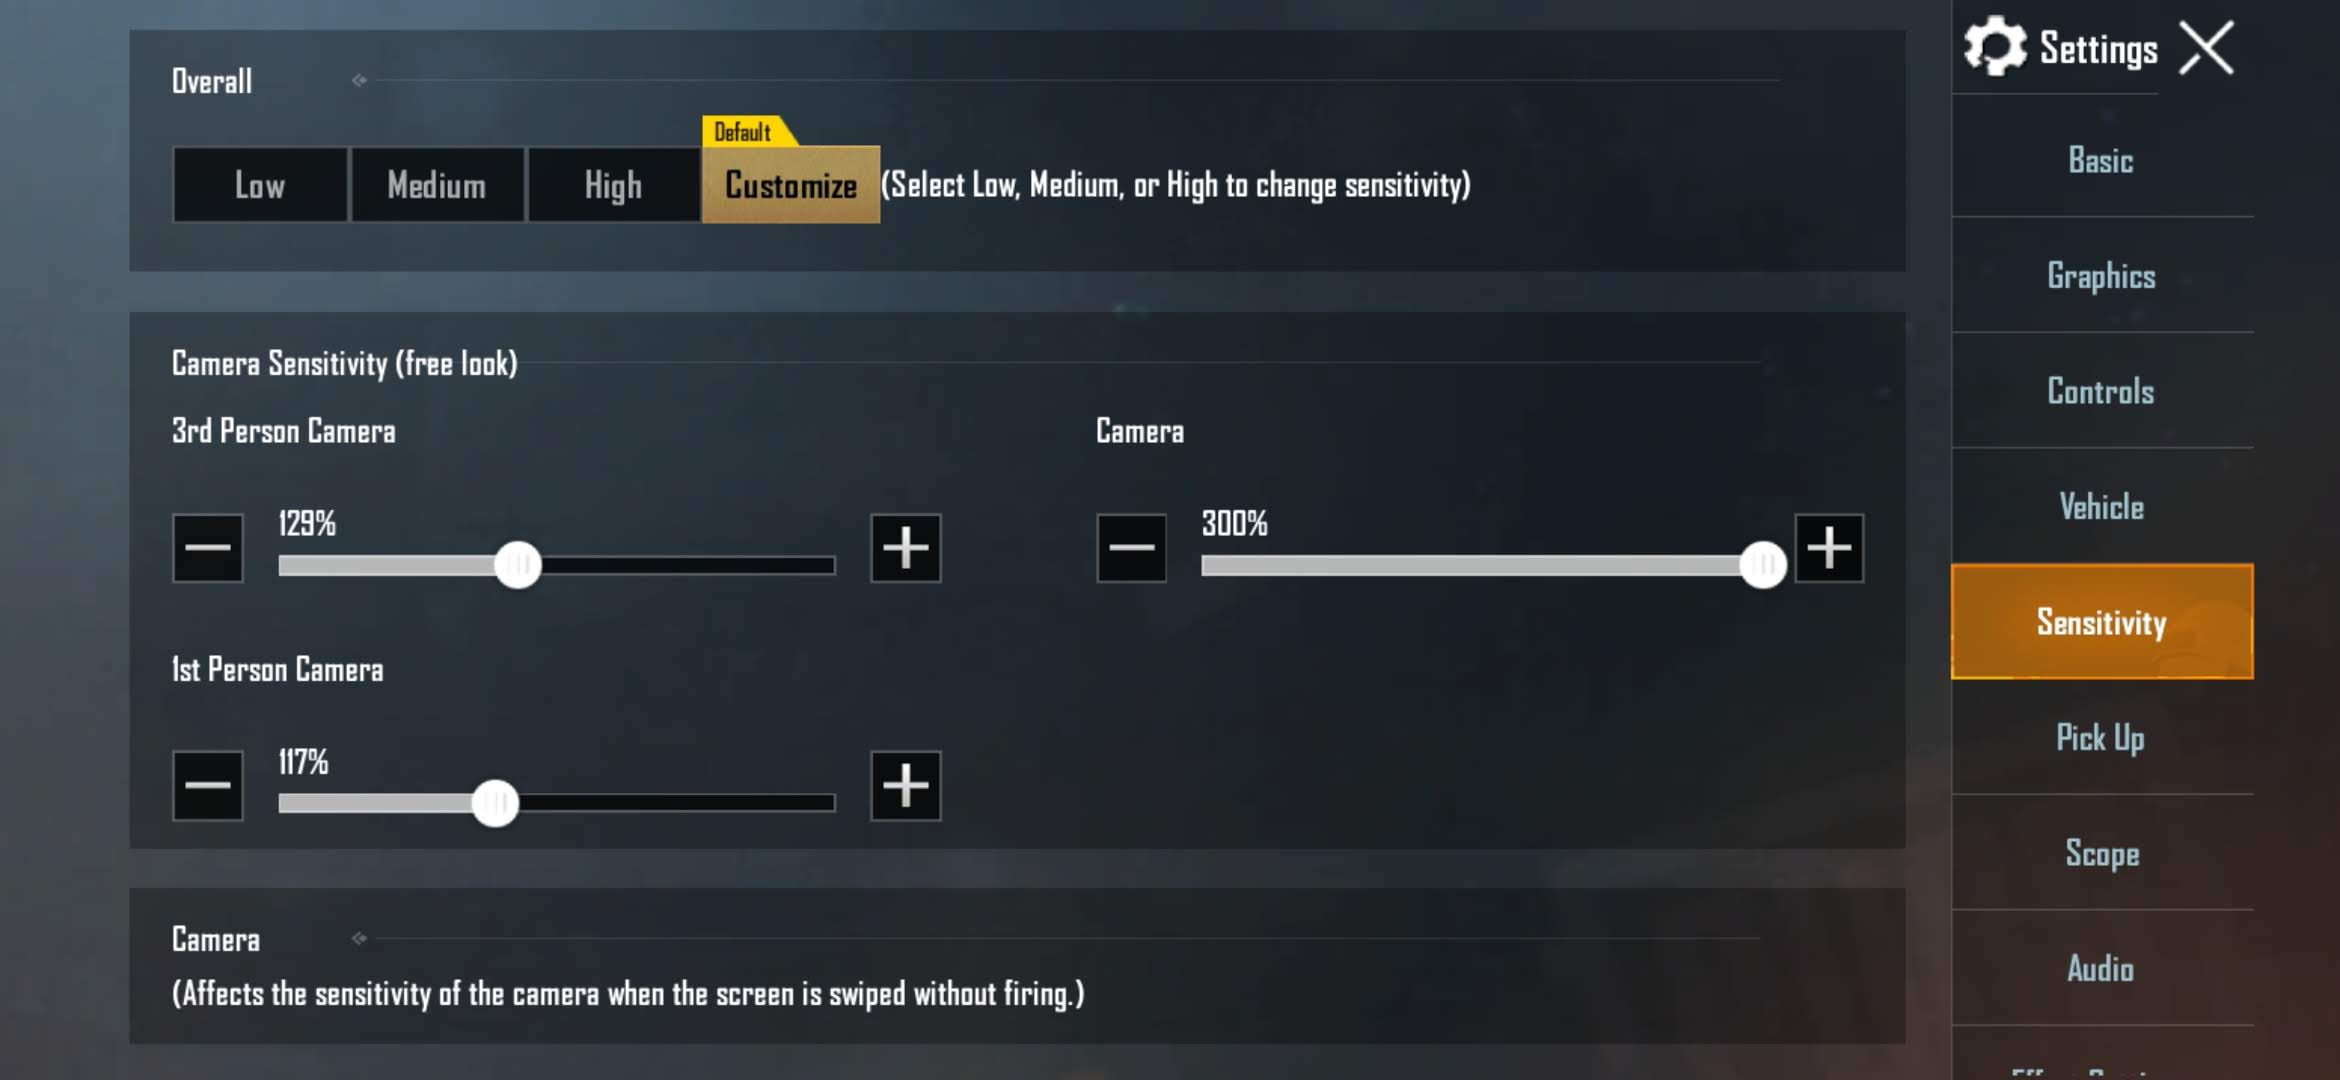 Overall
Default
Low
Medium
High
Customize
(Select Low, Medium, or High to change sensitivity)
Camera Sensitivity (free look)
3rd Person Camera
129%
Camera
300%
1st Person Camera
117%
Camera
(Affects the sensitivity of the camera when the screen is swiped without firing.)
Settings
Basic
Graphics
Controls
Vehicle
Sensitivity
Pick Up
Scope
Audio